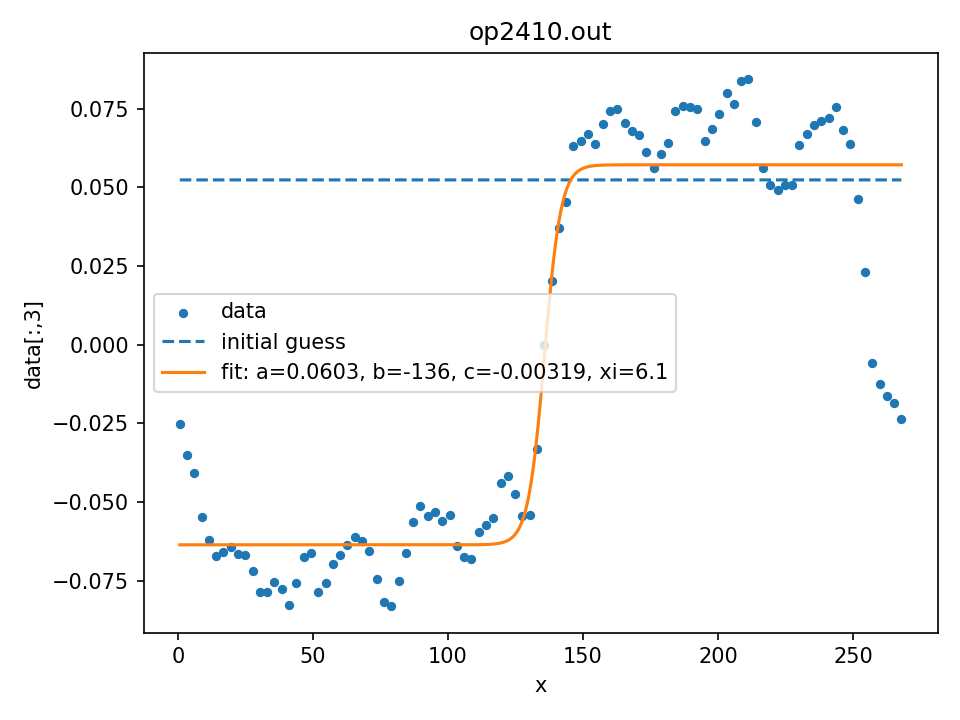 op2410.out
data[:,3]
0.075
0.050
0.025
0.000
−0.025
−0.050
−0.075
data
initial guess
fit: a=0.0603, b=-136, c=-0.00319, xi=6.1
0 50 100 150 200 250
x